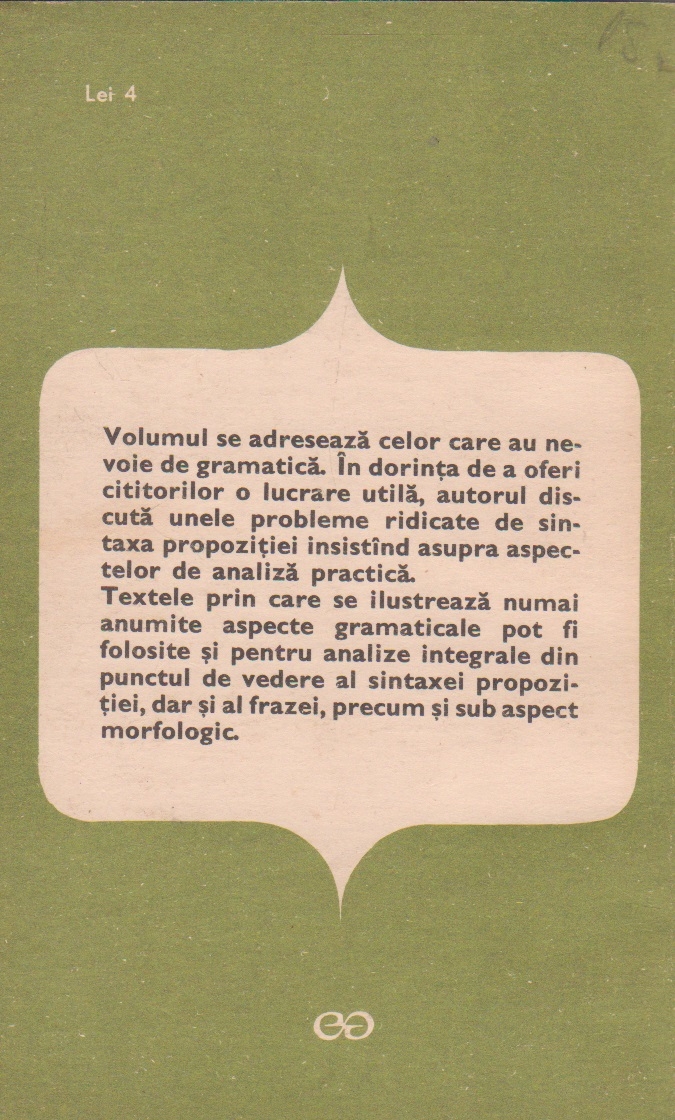 Lei 4
Volumul se adresează celor care au ne-
voie de gramatică. În dorința de a oferi
cititorilor o lucrare utilă, autorul dis-
cută unele probleme ridicate de sin-
taxa propoziției insistînd asupra aspec-
telor de analiză practică.
Textele prin care se ilustrează numai
anumite aspecte gramaticale pot fi
folosite și pentru analize integrale din
punctul de vedere al sintaxei propozi-
ției, dar și al frazei, precum și sub aspect
morfologic.